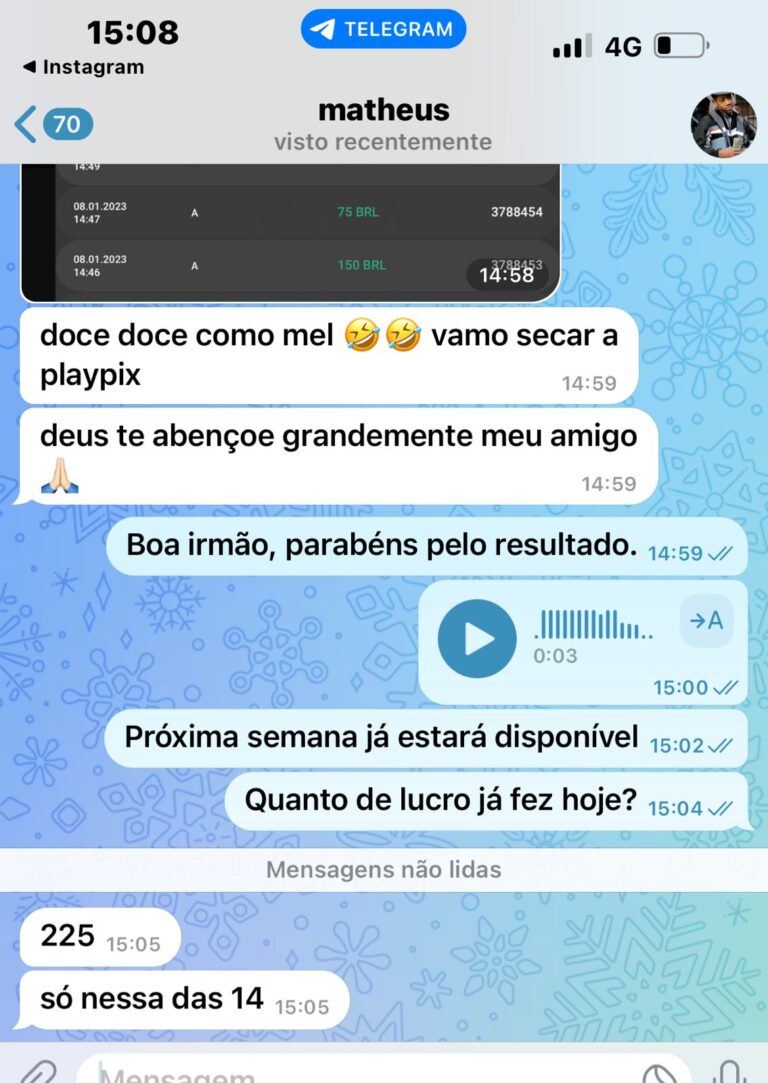 15:08
TELEGRAM
4G
◀ Instagram
70
matheus
visto recentemente
14:49
08.01.2023
14:47
A
75 BRL
3788454
08.01.2023
14:46
A
150 BRL
3788453
14:58
doce doce como mel 🤣🤣 vamo secar a
playpix
14:59
deus te abençoe grandemente meu amigo
🙏🏻
14:59
Boa irmão, parabéns pelo resultado. 14:59
→A
0:03
15:00
Próxima semana já estará disponível 15:02
Quanto de lucro já fez hoje? 15:04
Mensagens não lidas
225 15:05
só nessa das 14 15:05
Mensagem